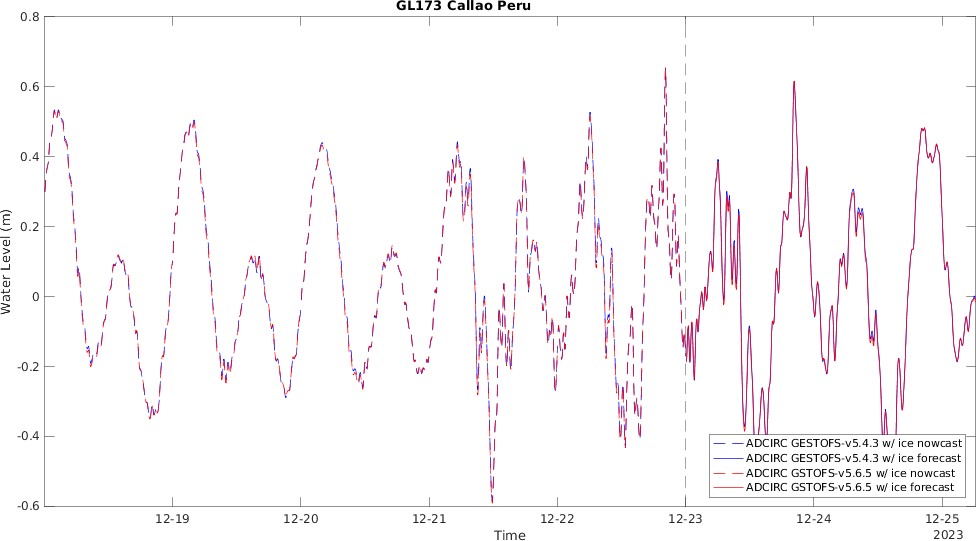 GL173 Callao Peru
0.8
0.6
0.4
0.2
0
-0.2
-0.4
-0.6
Water Level (m)
12-19
12-20
12-21
12-22
12-23
12-24
12-25
2023
Time
ADCIRC GESTOFS-v5.4.3 w/ ice nowcast
ADCIRC GESTOFS-v5.4.3 w/ ice forecast
ADCIRC GSTOFS-v5.6.5 w/ ice nowcast
ADCIRC GSTOFS-v5.6.5 w/ ice forecast